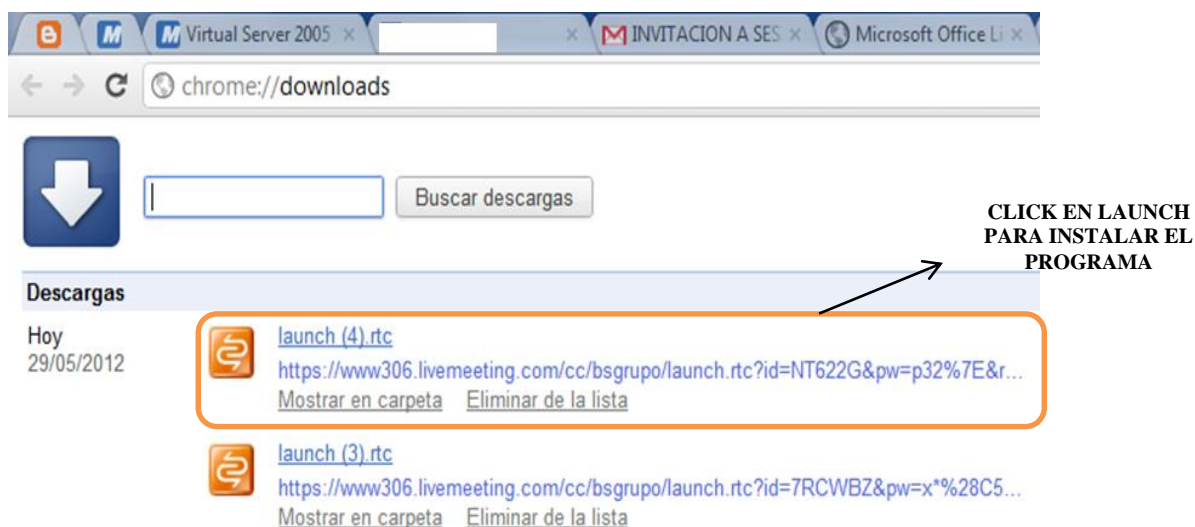 Virtual Server 2005
INVITACION A SES
Microsoft Office Li
chrome://downloads
Buscar descargas
CLICK EN LAUNCH
PARA INSTALAR EL
PROGRAMA
Descargas
Hoy
29/05/2012
launch (4).rtc
https://www306.livemeeting.com/cc/bsgrupo/launch.rtc?id=NT622G&pw=p32%7E&r...
Mostrar en carpeta Eliminar de la lista
launch (3).rtc
https://www306.livemeeting.com/cc/bsgrupo/launch.rtc?id=7RCWBZ&pw=x*%28C5...
Mostrar en carpeta Eliminar de la lista